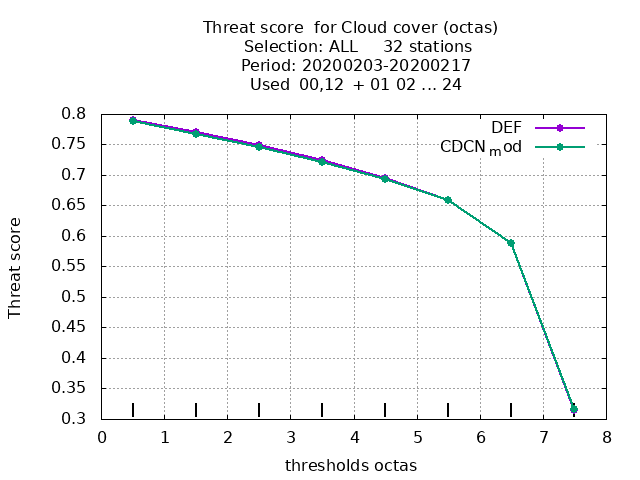 Threat score  for Cloud cover (octas)
Selection: ALL     32 stations
Period: 20200203-20200217
Used  00,12  + 01 02 ... 24
0.8
0.75
0.7
0.65
0.6
0.55
0.5
0.45
0.4
0.35
0.3
Threat score
DEF
CDCNmod
0 1 2 3 4 5 6 7 8
thresholds octas